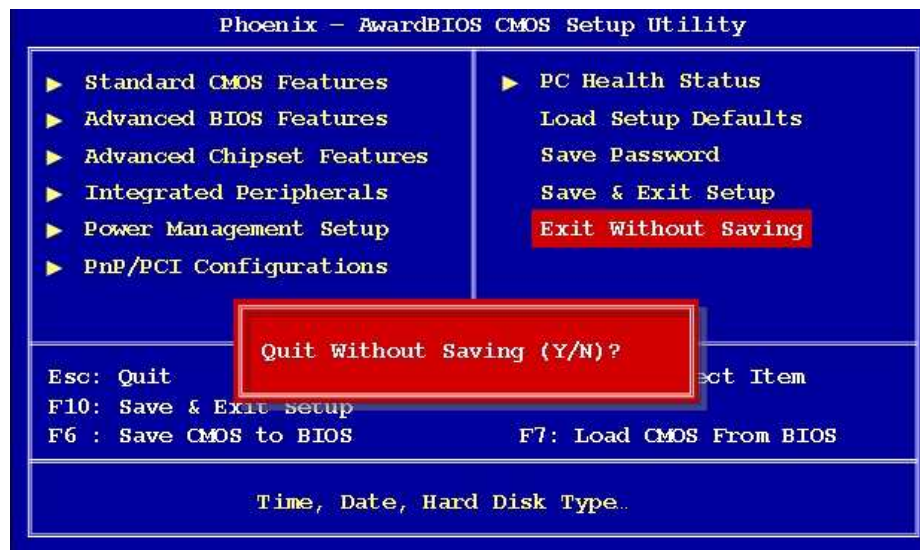 Phoenix – AwardBIOS CMOS Setup Utility
▶ Standard CMOS Features
▶ Advanced BIOS Features
▶ Advanced Chipset Features
▶ Integrated Peripherals
▶ Power Management Setup
▶ PnP/PCI Configurations
▶ PC Health Status
Load Setup Defaults
Save Password
Save & Exit Setup
Exit Without Saving
Quit Without Saving (Y/N)?
Esc: Quit
Item
F10: Save & Exit Setup
F6 : Save CMOS to BIOS
F7: Load CMOS From BIOS
Time, Date, Hard Disk Type…